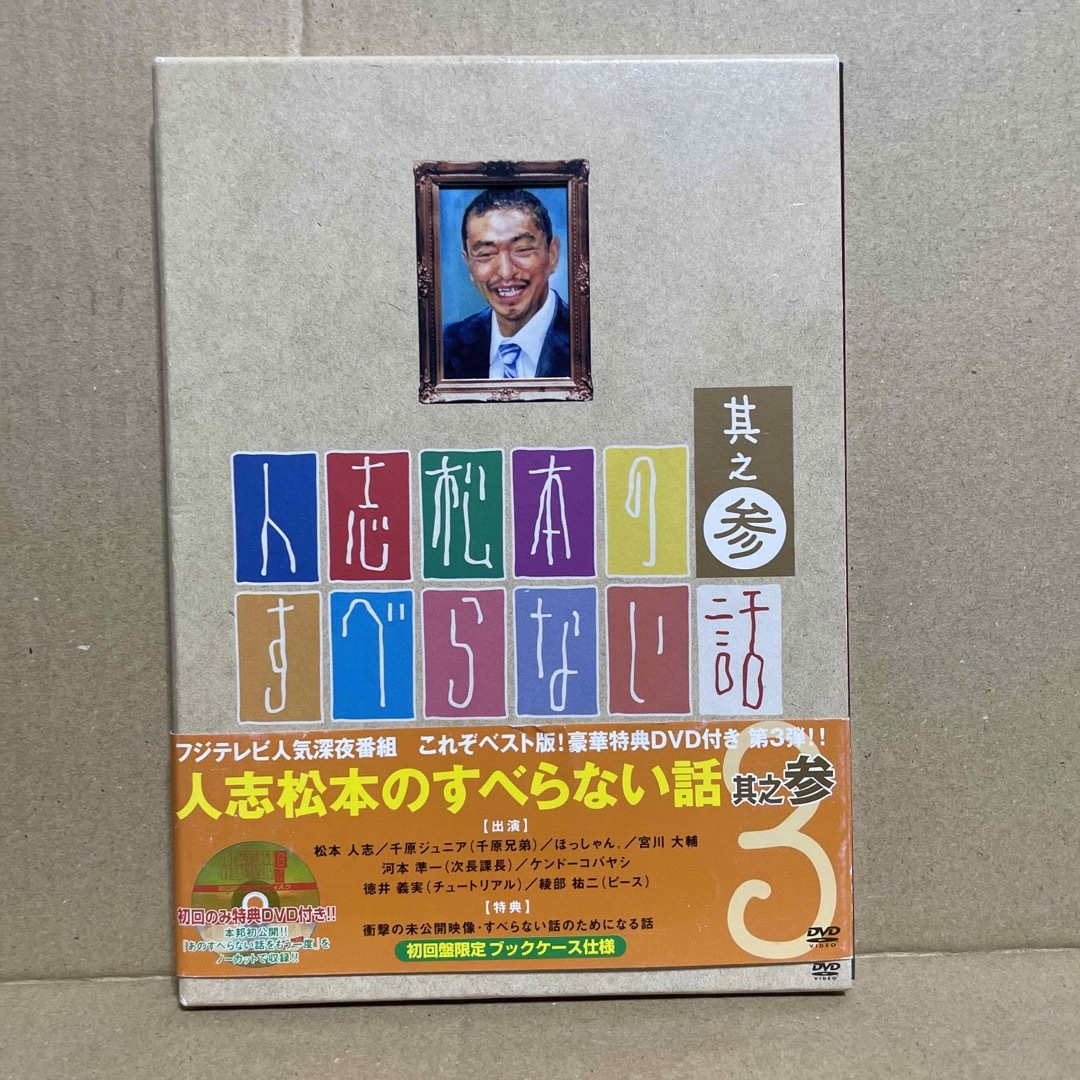 其之
参
人志松本の
すべらない話
フジテレビ人気深夜番組 これぞベスト版!豪華特典DVD付き 第3弾!!
人志松本のすべらない話 其之参
3
【出演】
松本 人志/千原ジュニア(千原兄弟)/ほっしゃん。/宮川 大輔
河本 準一(次長課長)/ケンドーコバヤシ
徳井 義実(チュートリアル)/綾部 祐二(ピース)
【特典】
衝撃の未公開映像・すべらない話のためになる話
初回盤限定 ブックケース仕様
初回のみ特典DVD付き!!
本邦初公開!!
『あのすべらない話をもう一度』を
ノーカットで収録!!
DVD
VIDEO
DVD
VIDEO